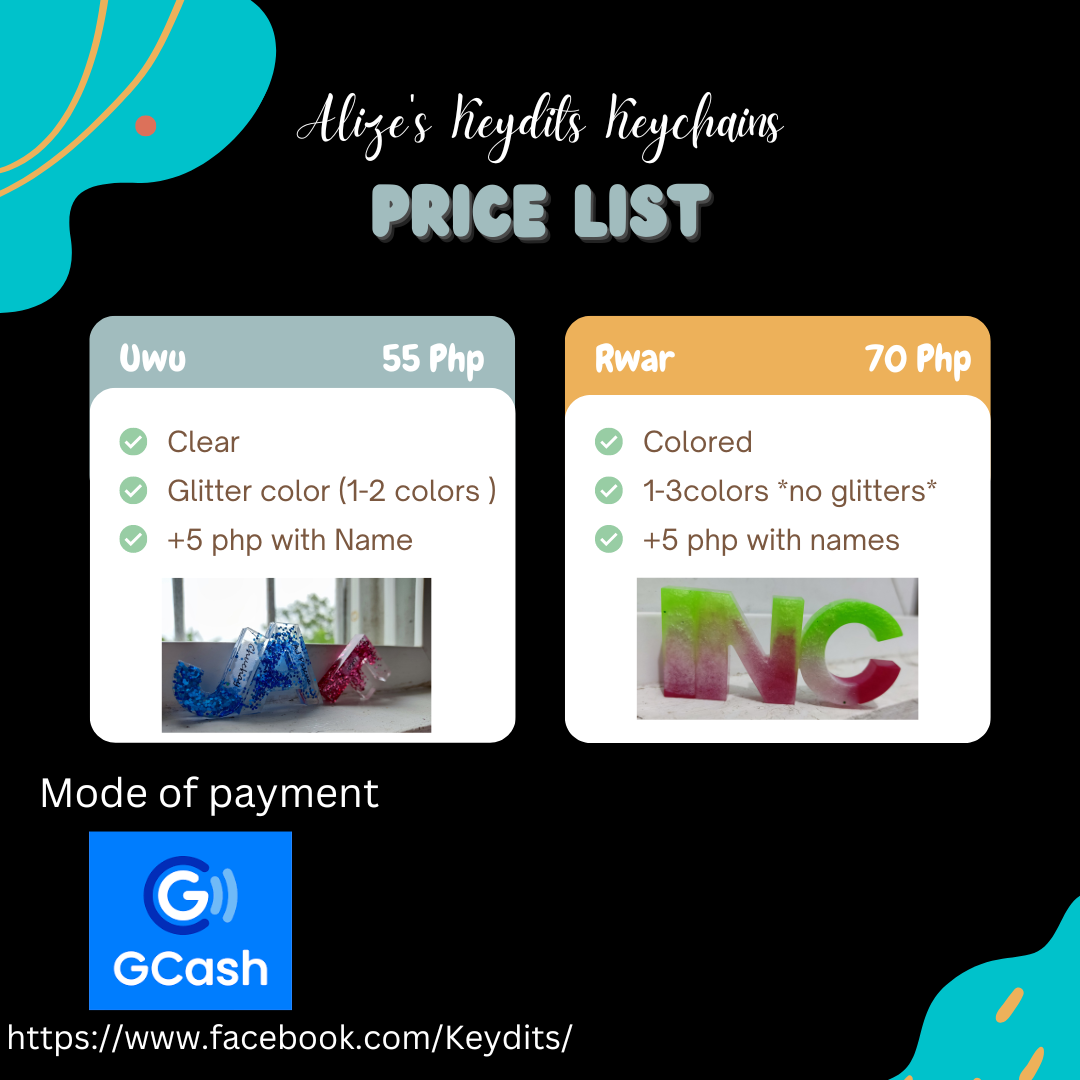 Alize's Keydits Keychains
PRICE LIST
Uwu 55 Php
Clear
Glitter color (1-2 colors )
+5 php with Name
Rwar 70 Php
Colored
1-3colors *no glitters*
+5 php with names
JAF
INC
Mode of payment
G
GCash
https://www.facebook.com/Keydits/